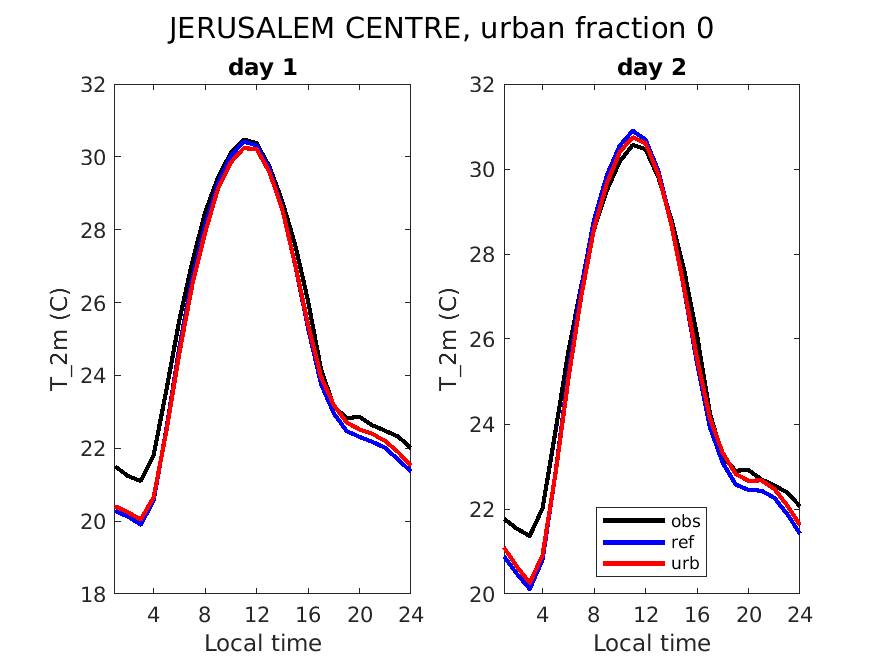 JERUSALEM CENTRE, urban fraction 0
day 1
32
30
28
26
24
22
20
18
T_2m (C)
4 8 12 16 20 24
Local time
day 2
32
30
28
26
24
22
20
T_2m (C)
4 8 12 16 20 24
Local time
obs
ref
urb